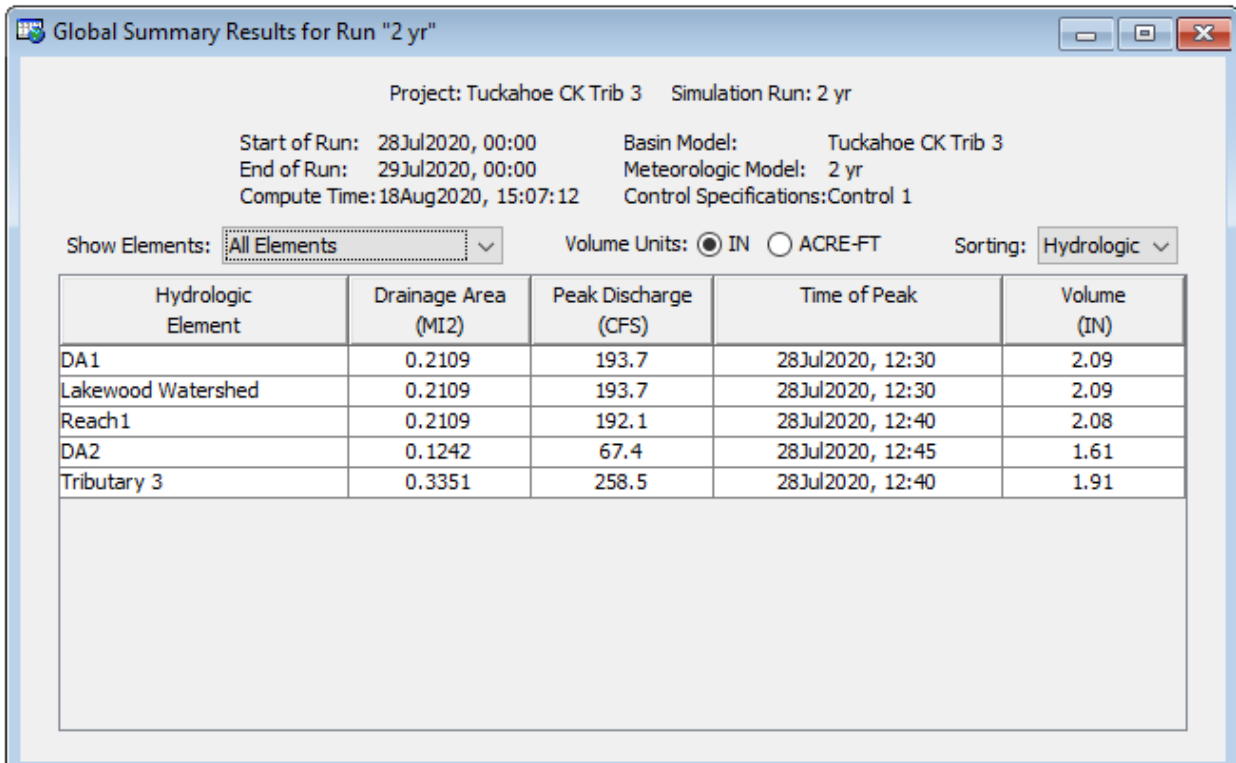 Global Summary Results for Run "2 yr"
Project: Tuckahoe CK Trib 3 Simulation Run: 2 yr
Start of Run: 28Jul2020, 00:00 Basin Model: Tuckahoe CK Trib 3
End of Run: 29Jul2020, 00:00 Meteorologic Model: 2 yr
Compute Time:18Aug2020, 15:07:12 Control Specifications:Control 1
Show Elements: All Elements Volume Units: IN ACRE-FT Sorting: Hydrologic
Hydrologic Drainage Area Peak Discharge Time of Peak Volume
Element (MI2) (CFS) (IN)
DA1 0.2109 193.7 28Jul2020, 12:30 2.09
Lakewood Watershed 0.2109 193.7 28Jul2020, 12:30 2.09
Reach1 0.2109 192.1 28Jul2020, 12:40 2.08
DA2 0.1242 67.4 28Jul2020, 12:45 1.61
Tributary 3 0.3351 258.5 28Jul2020, 12:40 1.91